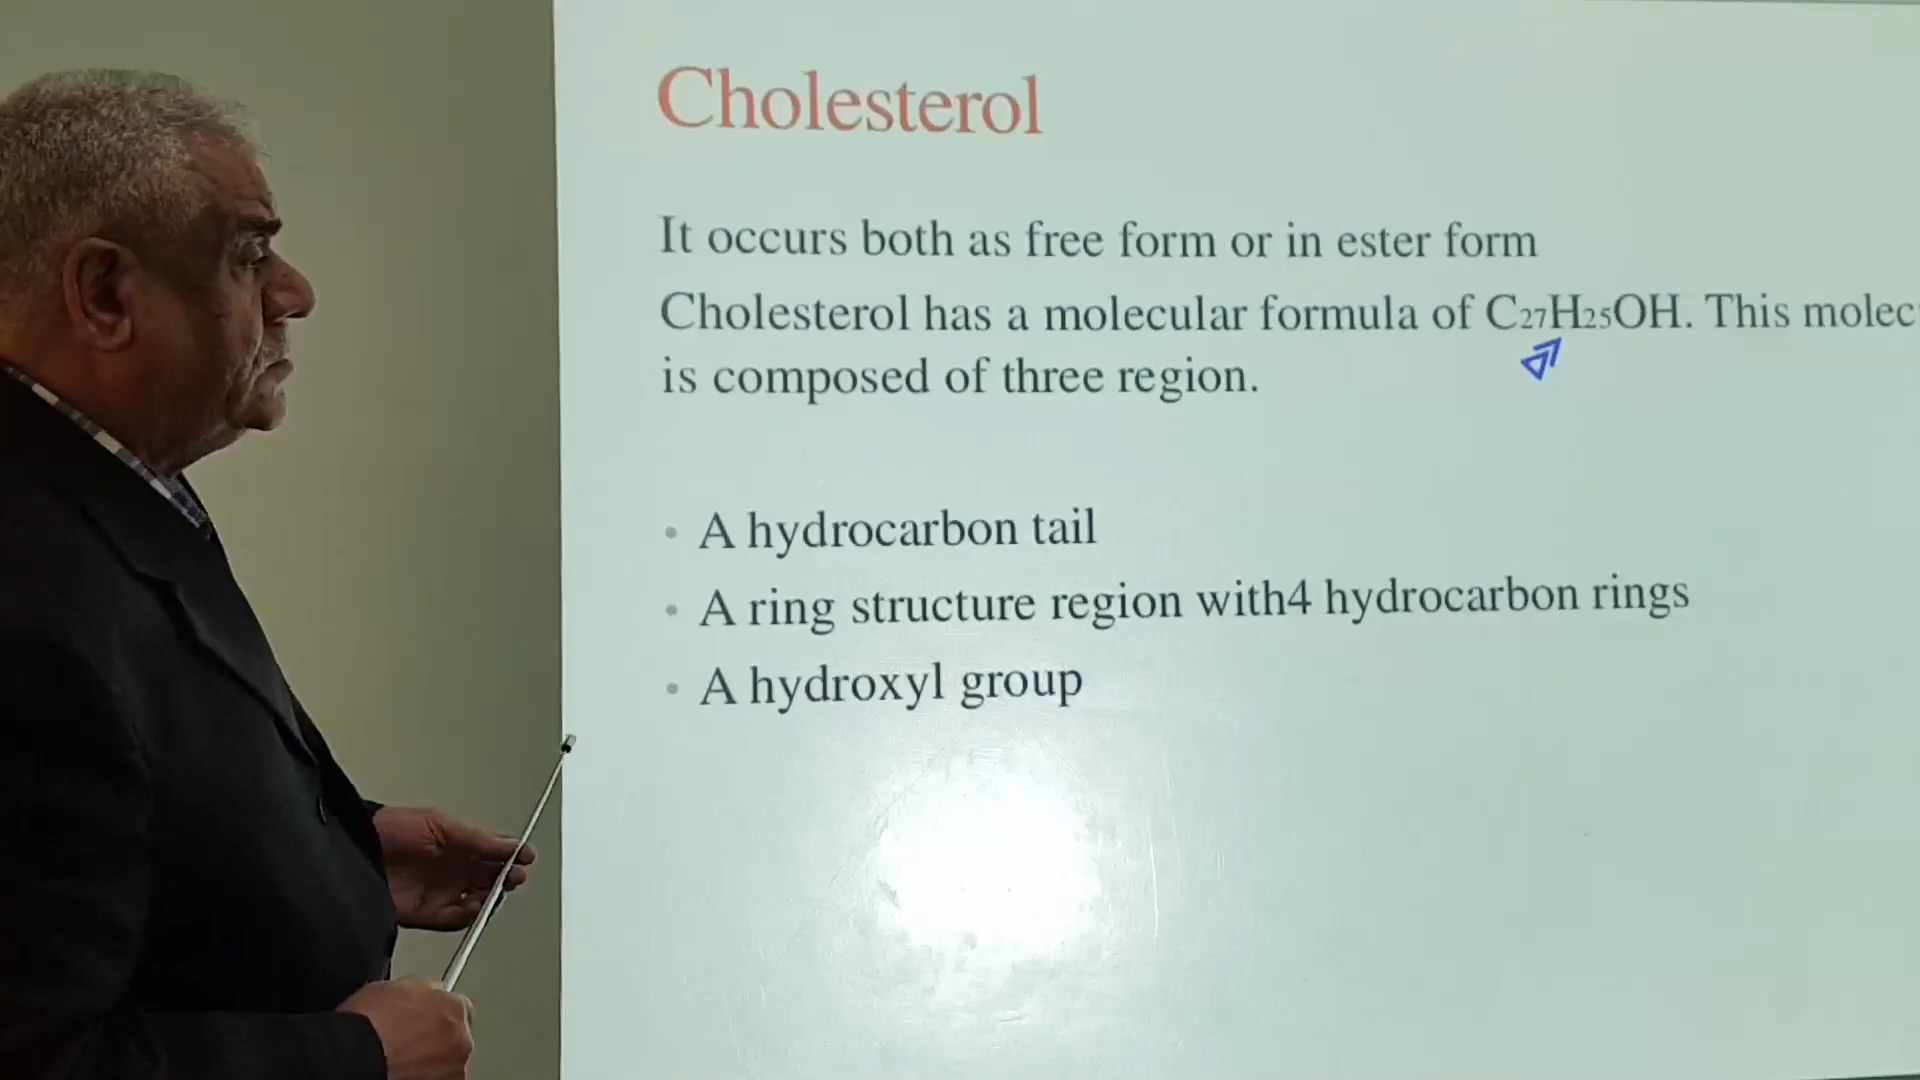 Cholesterol
It occurs both as free form or in ester form
Cholesterol has a molecular formula of C₂₇H₂₅OH. This molec
is composed of three region.
• A hydrocarbon tail
• A ring structure region with4 hydrocarbon rings
• A hydroxyl group